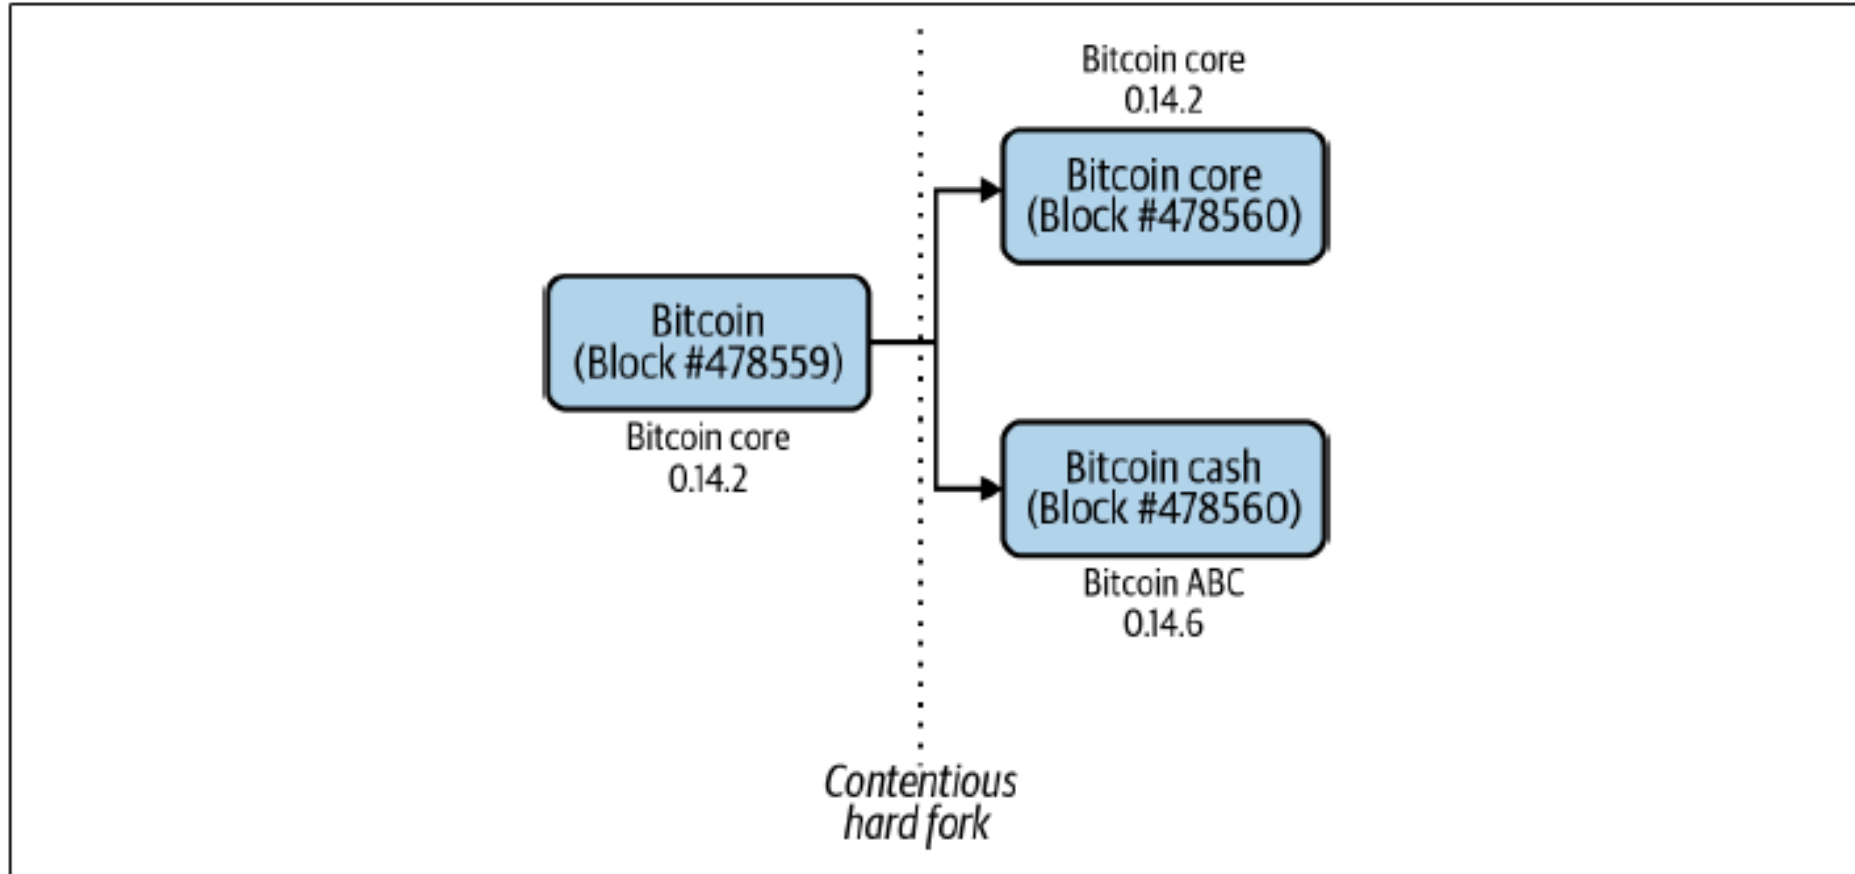 Bitcoin core
0.14.2
Bitcoin core
(Block #478560)
Bitcoin
(Block #478559)
Bitcoin core
0.14.2
Bitcoin cash
(Block #478560)
Bitcoin ABC
0.14.6
Contentious
hard fork